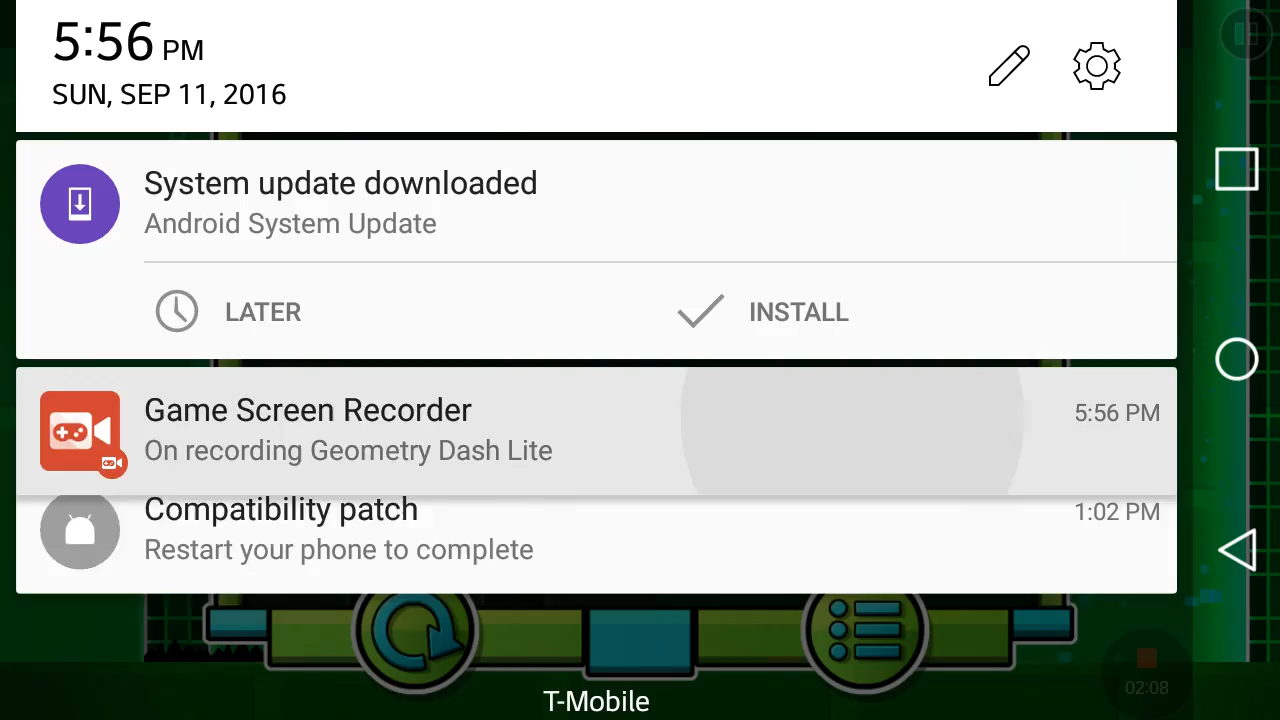 5:56 PM
SUN, SEP 11, 2016
System update downloaded
Android System Update
LATER INSTALL
Game Screen Recorder 5:56 PM
On recording Geometry Dash Lite
Compatibility patch 1:02 PM
Restart your phone to complete
02:08
T-Mobile